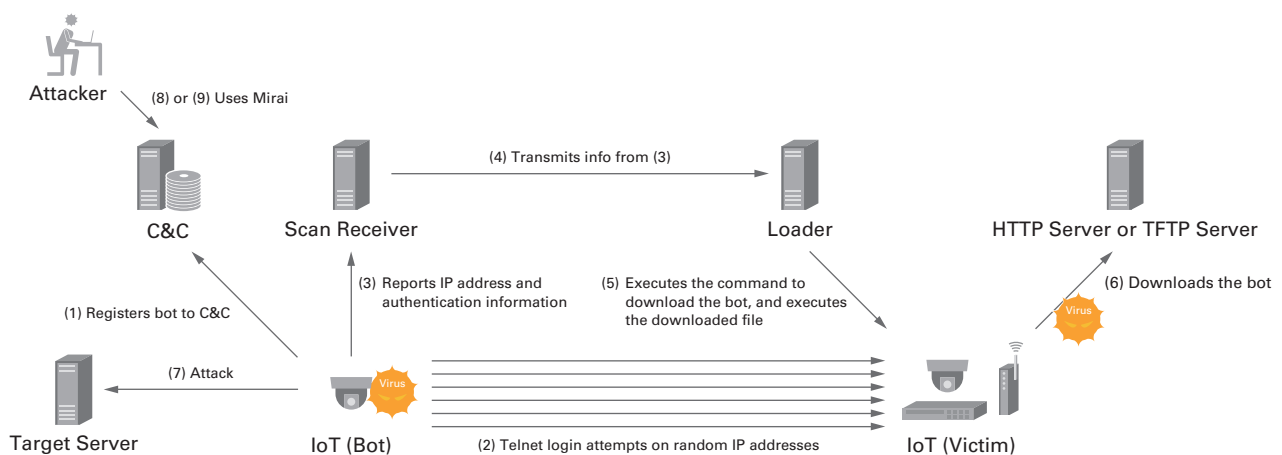 Attacker
(8) or (9) Uses Mirai
(4) Transmits info from (3)
C&C
Scan Receiver
Loader
HTTP Server or TFTP Server
(3) Reports IP address and
authentication information
(5) Executes the command to
download the bot, and executes
the downloaded file
(6) Downloads the bot
Virus
(1) Registers bot to C&C
(7) Attack
Virus
Target Server
IoT (Bot)
(2) Telnet login attempts on random IP addresses
IoT (Victim)